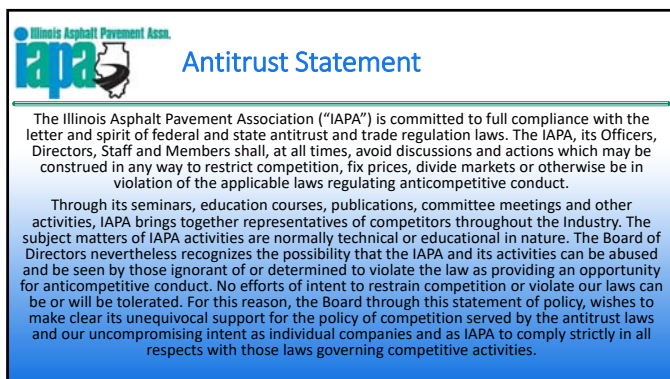 Illinois Asphalt Pavement Assn.
iapa
Antitrust Statement
The Illinois Asphalt Pavement Association (“IAPA”) is committed to full compliance with the
letter and spirit of federal and state antitrust and trade regulation laws. The IAPA, its Officers,
Directors, Staff and Members shall, at all times, avoid discussions and actions which may be
construed in any way to restrict competition, fix prices, divide markets or otherwise be in
violation of the applicable laws regulating anticompetitive conduct.
Through its seminars, education courses, publications, committee meetings and other
activities, IAPA brings together representatives of competitors throughout the Industry. The
subject matters of IAPA activities are normally technical or educational in nature. The Board of
Directors nevertheless recognizes the possibility that the IAPA and its activities can be abused
and be seen by those ignorant of or determined to violate the law as providing an opportunity
for anticompetitive conduct. No efforts of intent to restrain competition or violate our laws can
be or will be tolerated. For this reason, the Board through this statement of policy, wishes to
make clear its unequivocal support for the policy of competition served by the antitrust laws
and our uncompromising intent as individual companies and as IAPA to comply strictly in all
respects with those laws governing competitive activities.